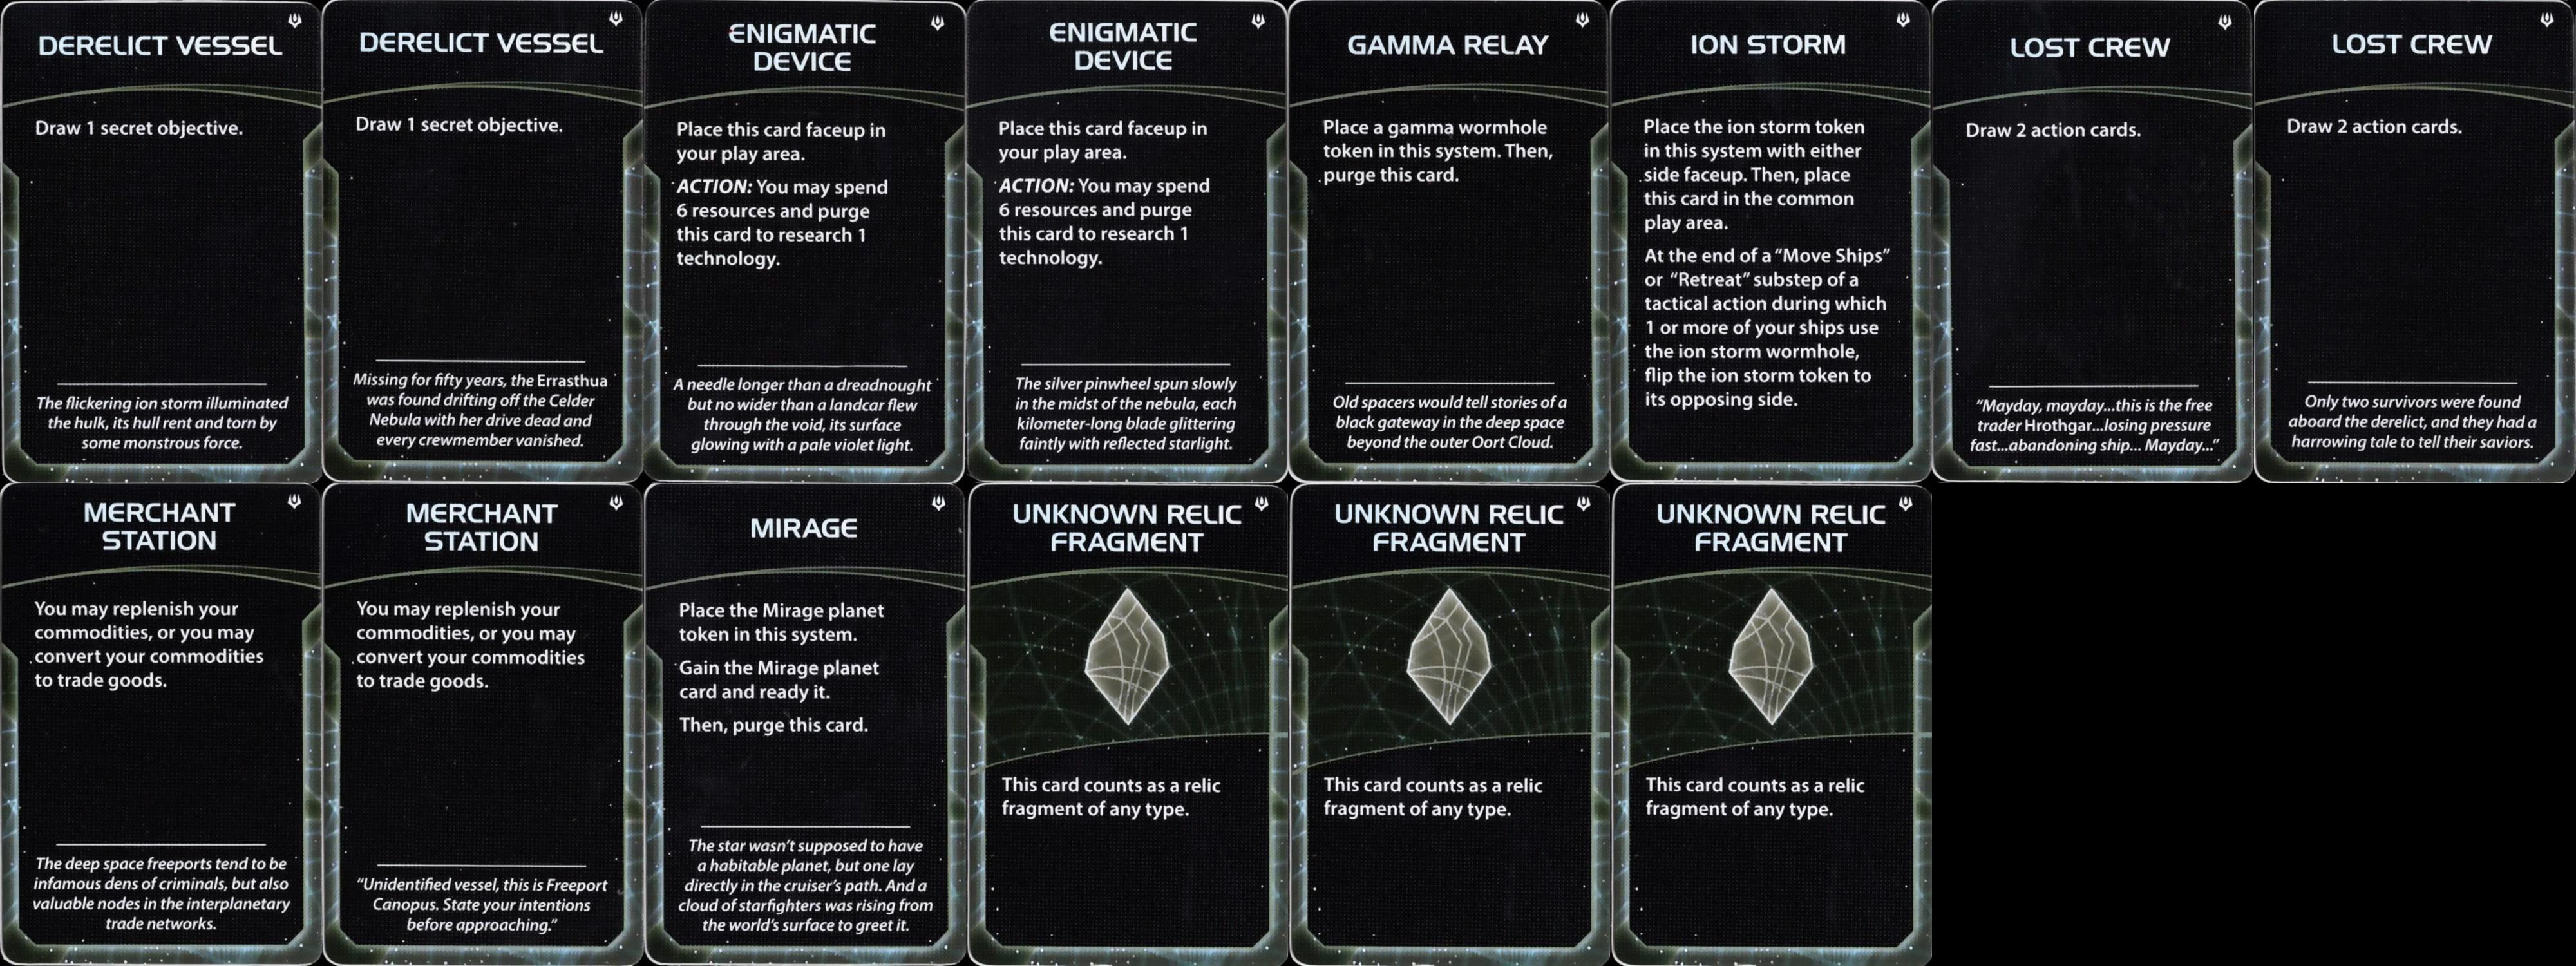 DERELICT VESSEL
Draw 1 secret objective.
The flickering ion storm illuminated
the hulk, its hull rent and torn by
some monstrous force.
DERELICT VESSEL
Draw 1 secret objective.
Missing for fifty years, the Errasthua
was found drifting off the Celder
Nebula with her drive dead and
every crewmember vanished.
ENIGMATIC
DEVICE
Place this card faceup in
your play area.
ACTION: You may spend
6 resources and purge
this card to research 1
technology.
A needle longer than a dreadnought
but no wider than a landcar flew
through the void, its surface
glowing with a pale violet light.
ENIGMATIC
DEVICE
Place this card faceup in
your play area.
ACTION: You may spend
6 resources and purge
this card to research 1
technology.
The silver pinwheel spun slowly
in the midst of the nebula, each
kilometer-long blade glittering
faintly with reflected starlight.
GAMMA RELAY
Place a gamma wormhole
token in this system. Then,
purge this card.
Old spacers would tell stories of a
black gateway in the deep space
beyond the outer Oort Cloud.
ION STORM
Place the ion storm token
in this system with either
side faceup. Then, place
this card in the common
play area.
At the end of a “Move Ships”
or “Retreat” substep of a
tactical action during which
1 or more of your ships use
the ion storm wormhole,
flip the ion storm token to
its opposing side.
LOST CREW
Draw 2 action cards.
“Mayday, mayday...this is the free
trader Hrothgar...losing pressure
fast...abandoning ship... Mayday...”
LOST CREW
Draw 2 action cards.
Only two survivors were found
aboard the derelict, and they had a
harrowing tale to tell their saviors.
MERCHANT
STATION
You may replenish your
commodities, or you may
convert your commodities
to trade goods.
The deep space freeports tend to be
infamous dens of criminals, but also
valuable nodes in the interplanetary
trade networks.
MERCHANT
STATION
You may replenish your
commodities, or you may
convert your commodities
to trade goods.
“Unidentified vessel, this is Freeport
Canopus. State your intentions
before approaching.”
MIRAGE
Place the Mirage planet
token in this system.
Gain the Mirage planet
card and ready it.
Then, purge this card.
The star wasn’t supposed to have
a habitable planet, but one lay
directly in the cruiser’s path. And a
cloud of starfighters was rising from
the world’s surface to greet it.
UNKNOWN RELIC
FRAGMENT
This card counts as a relic
fragment of any type.
UNKNOWN RELIC
FRAGMENT
This card counts as a relic
fragment of any type.
UNKNOWN RELIC
FRAGMENT
This card counts as a relic
fragment of any type.